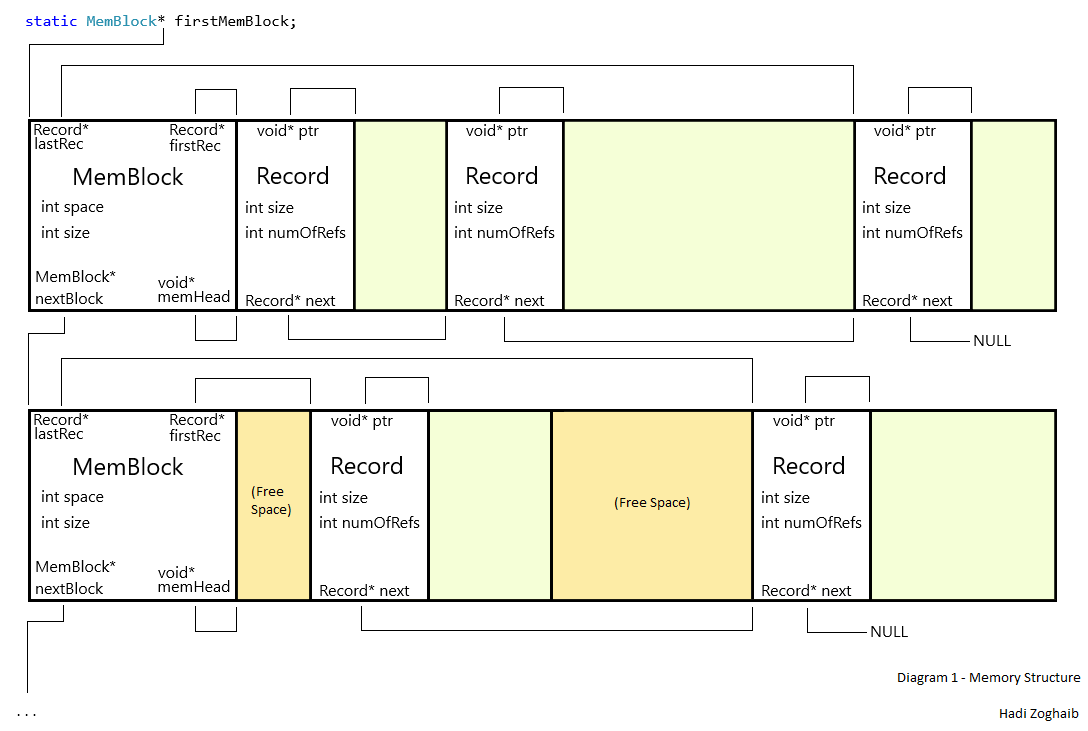 static MemBlock* firstMemBlock;
Record* lastRec
Record* firstRec
MemBlock
int space
int size
MemBlock* nextBlock
void* memHead
void* ptr
Record
int size
int numOfRefs
Record* next
void* ptr
Record
int size
int numOfRefs
Record* next
void* ptr
Record
int size
int numOfRefs
Record* next
NULL
Record* lastRec
Record* firstRec
MemBlock
int space
int size
MemBlock* nextBlock
void* memHead
(Free
Space)
void* ptr
Record
int size
int numOfRefs
Record* next
(Free Space)
void* ptr
Record
int size
int numOfRefs
Record* next
NULL
...
Diagram 1 - Memory Structure
Hadi Zoghaib